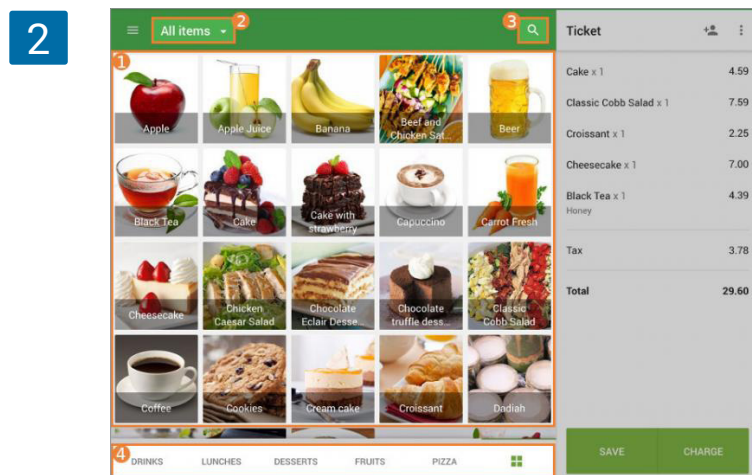 2
All items
2
3
Ticket
1
Apple
Apple Juice
Banana
Beef and
Chicken Sat...
Beer
Black Tea
Cake
Cake with
strawberry
Capuccino
Carrot Fresh
Cheesecake
Chicken
Caesar Salad
Chocolate
Eclair Desse...
Chocolate
truffle dess...
Classic
Cobb Salad
Coffee
Cookies
Cream cake
Croissant
Dadiah
4
DRINKS LUNCHES DESSERTS FRUITS PIZZA
Cake x 1 4.59
Classic Cobb Salad x 1 7.59
Croissant x 1 2.25
Cheesecake x 1 7.00
Black Tea x 1 4.39
Honey
Tax 3.78
Total 29.60
SAVE CHARGE